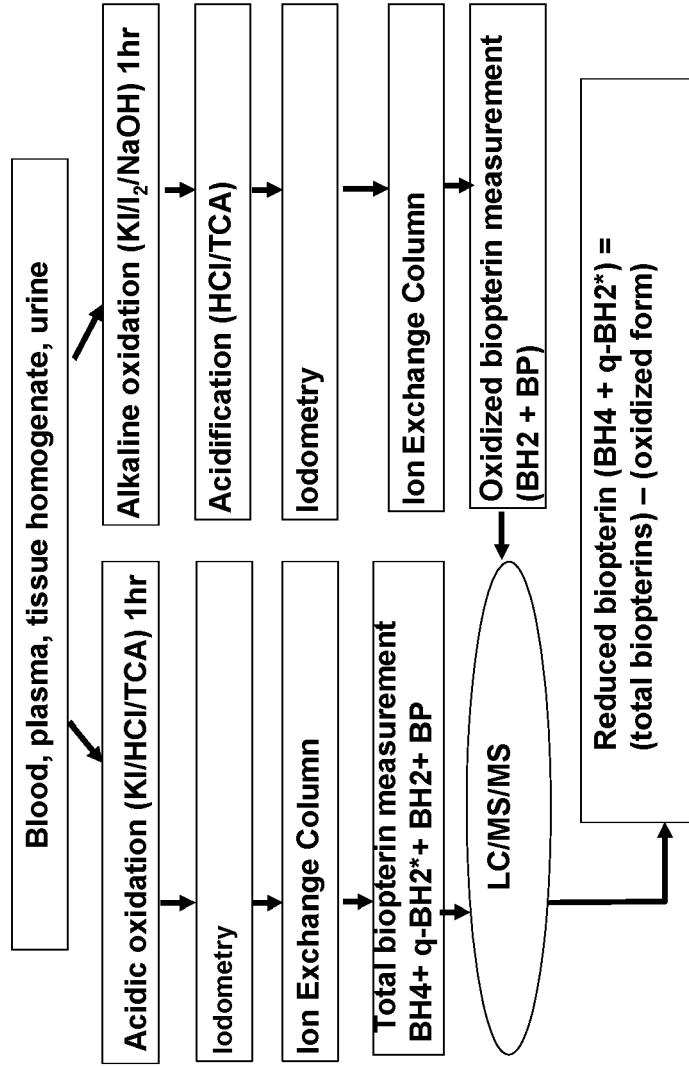 Blood, plasma, tissue homogenate, urine
Acidic oxidation (KI/HCl/TCA) 1hr
Iodometry
Ion Exchange Column
Total biopterin measurement
BH4+ q-BH2*+ BH2+ BP
Alkaline oxidation (KI/I₂/NaOH) 1hr
Acidification (HCl/TCA)
Iodometry
Ion Exchange Column
Oxidized biopterin measurement
(BH2 + BP)
LC/MS/MS
Reduced biopterin (BH4 + q-BH2*) =
(total biopterins) – (oxidized form)